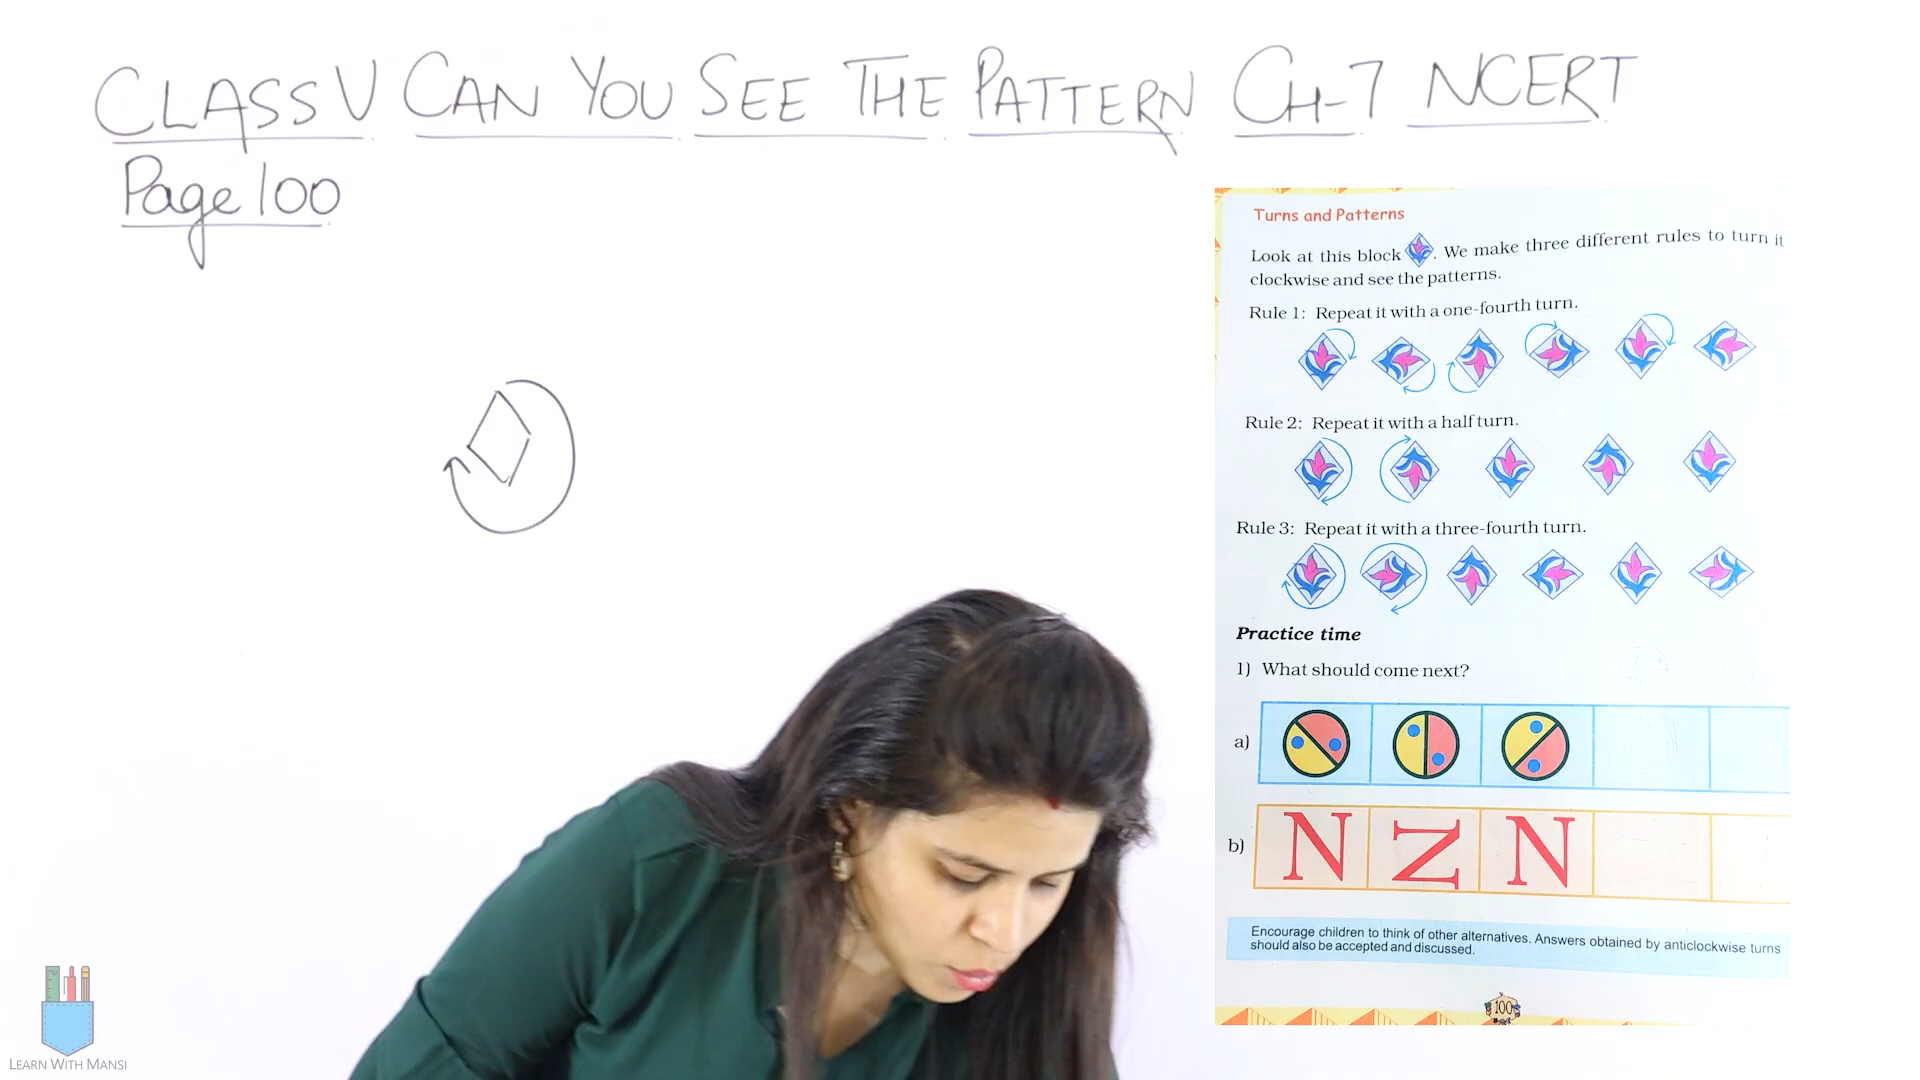 CLASS V CAN YOU SEE THE PATTERN CH-7 NCERT
Page 100
Turns and Patterns
Look at this block . We make three different rules to turn it
clockwise and see the patterns.
Rule 1: Repeat it with a one-fourth turn.
Rule 2: Repeat it with a half turn.
Rule 3: Repeat it with a three-fourth turn.
Practice time
1) What should come next?
a)
b) N Z N
Encourage children to think of other alternatives. Answers obtained by anticlockwise turns
should also be accepted and discussed.
100
LEARN WITH MANSI